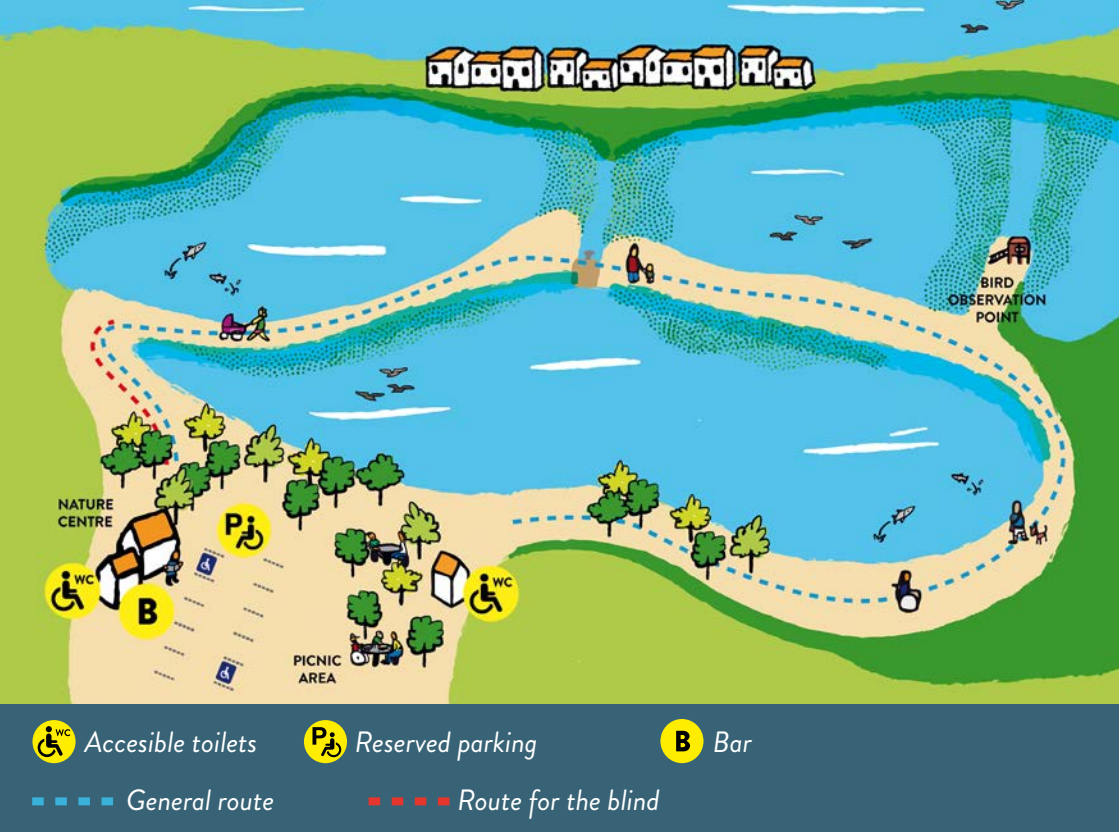 BIRD
OBSERVATION
POINT
NATURE
CENTRE
P
WC
B
WC
PICNIC
AREA
WC Accesible toilets
P Reserved parking
B Bar
General route
Route for the blind